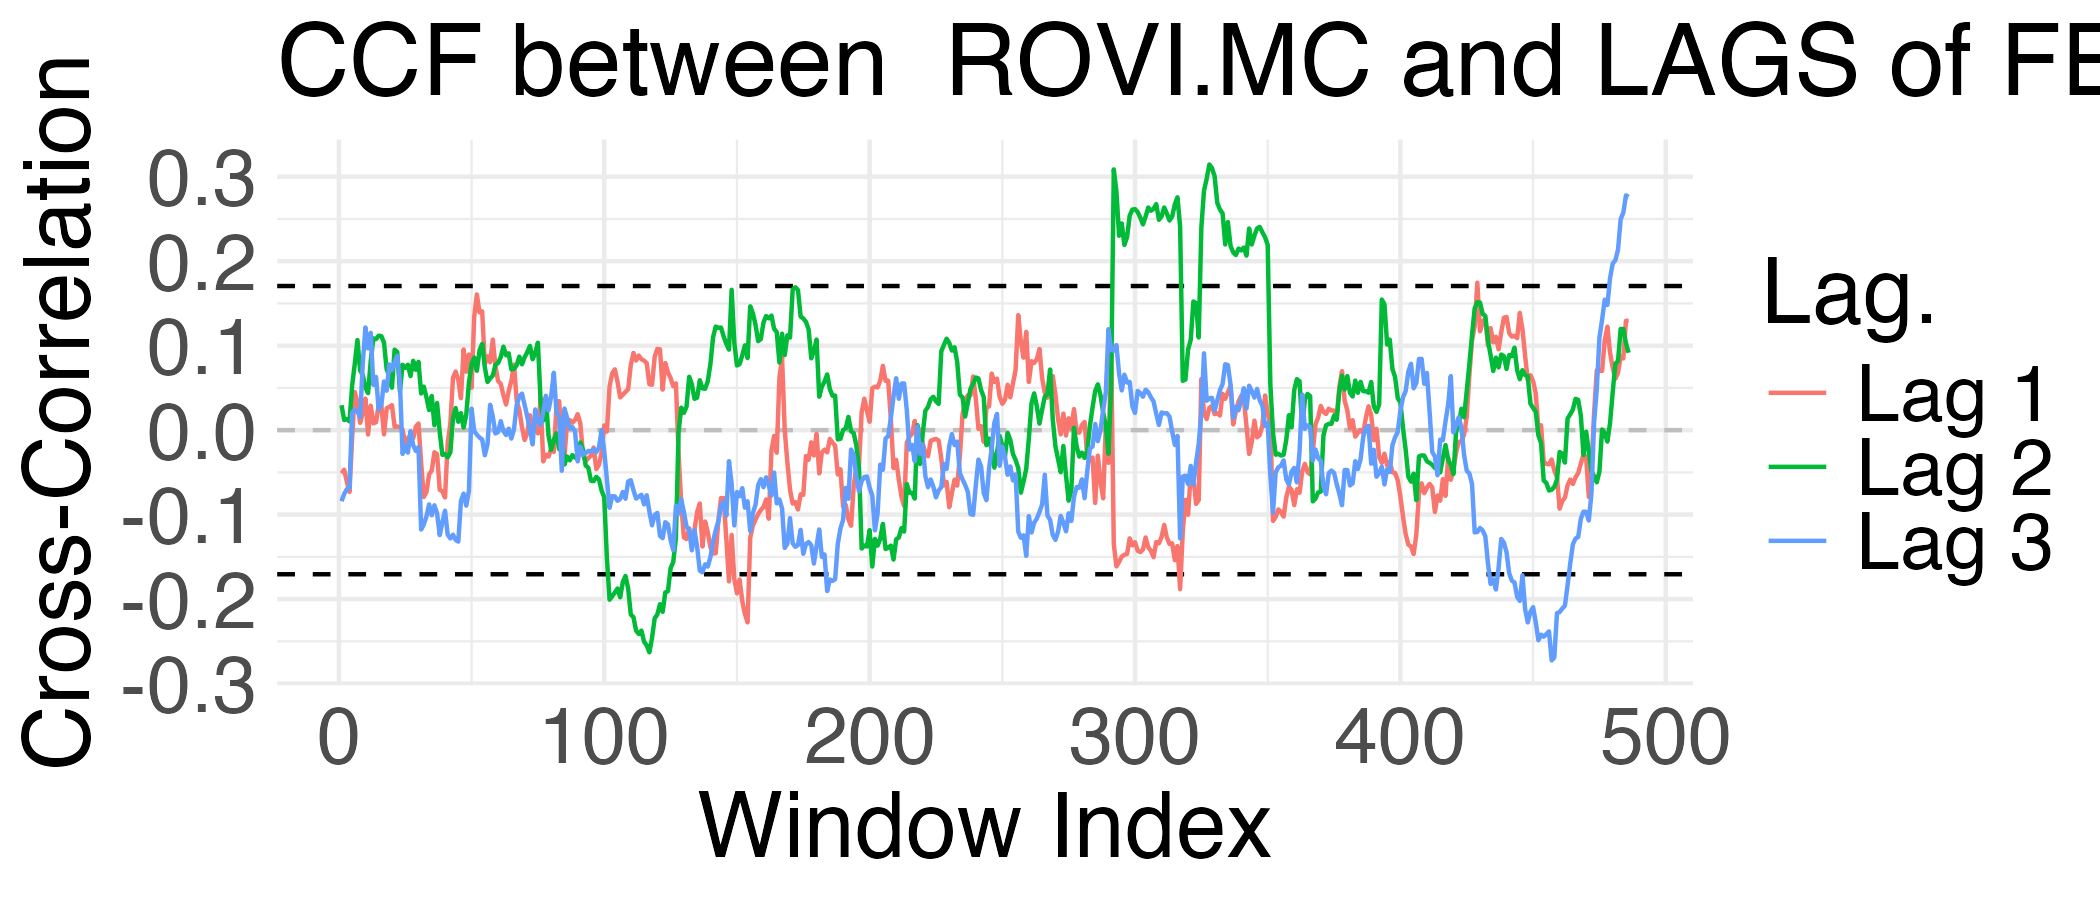 CCF between  ROVI.MC and LAGS of FE
Cross-Correlation
0.3
0.2
0.1
0.0
-0.1
-0.2
-0.3
0 100 200 300 400 500
Window Index
Lag.
Lag 1
Lag 2
Lag 3